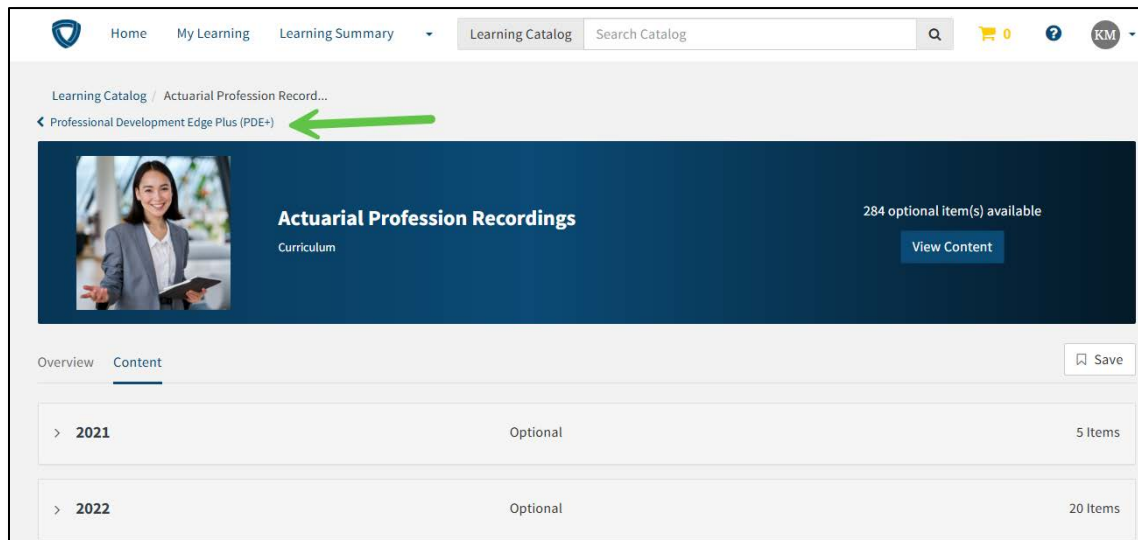 Home My Learning Learning Summary Learning Catalog Search Catalog 0 KM
Learning Catalog / Actuarial Profession Record...
Professional Development Edge Plus (PDE+)
Actuarial Profession Recordings
Curriculum
284 optional item(s) available
View Content
Overview Content
Save
2021 Optional 5 Items
2022 Optional 20 Items